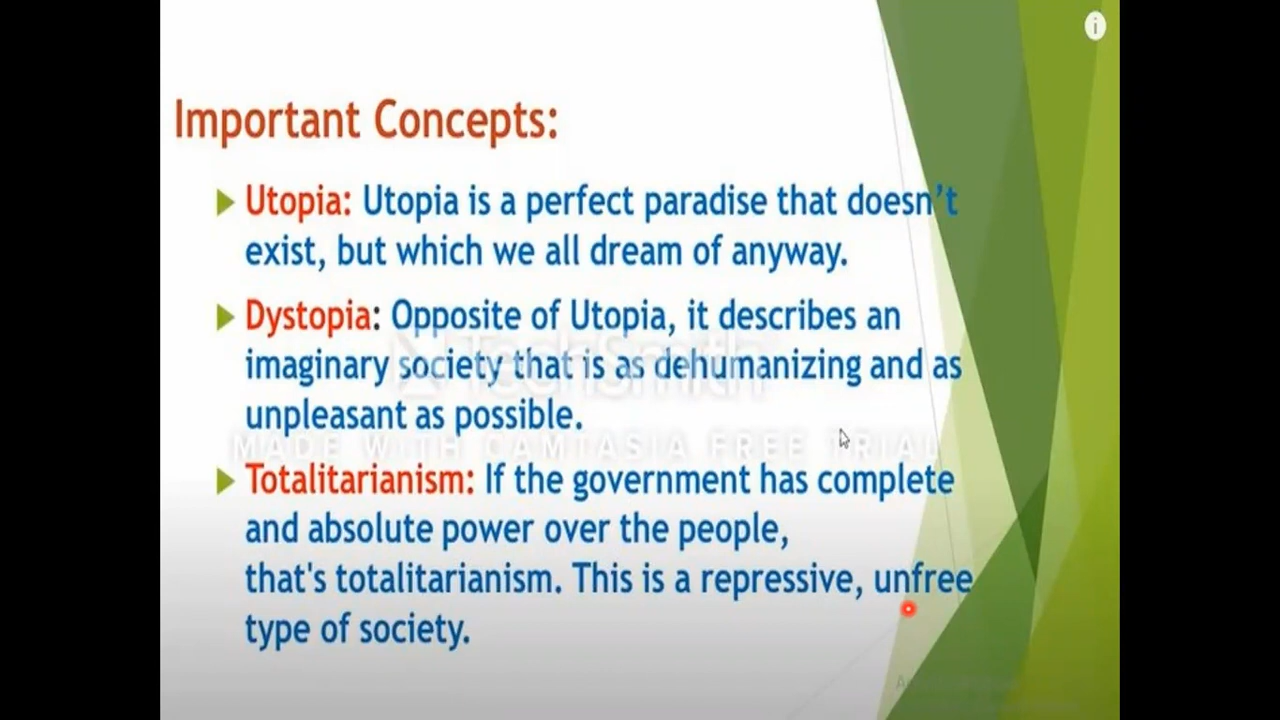 Important Concepts:
Utopia: Utopia is a perfect paradise that doesn't
exist, but which we all dream of anyway.
Dystopia: Opposite of Utopia, it describes an
imaginary society that is as dehumanizing and as
unpleasant as possible.
TechSmith
MADE WITH CAMTASIA FREE TRIAL
Totalitarianism: If the government has complete
and absolute power over the people,
that's totalitarianism. This is a repressive, unfree
type of society.